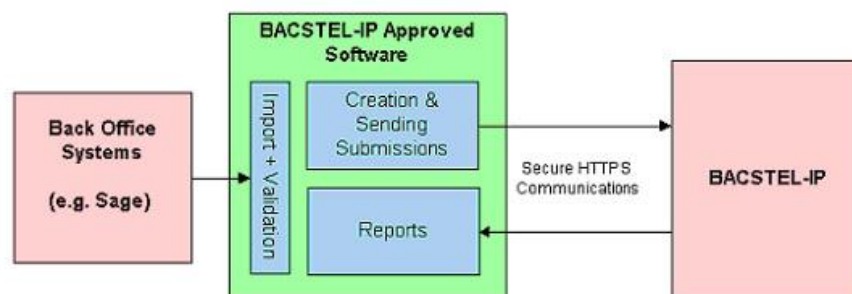 BACSTEL-IP Approved
Software
Back Office
Systems
(e.g. Sage)
Import + Validation
Creation &
Sending
Submissions
Reports
Secure HTTPS
Communications
BACSTEL-IP